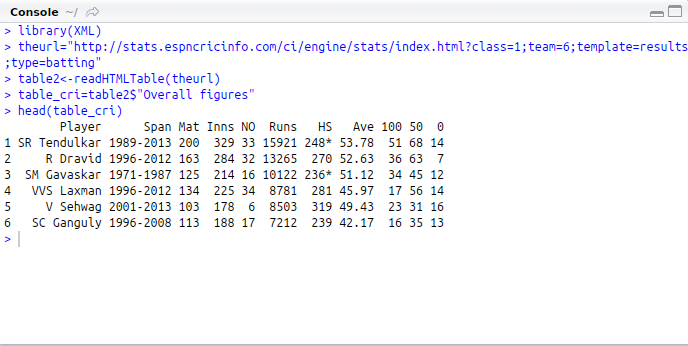 Console ~/
> library(XML)
> theurl="http://stats.espncricinfo.com/ci/engine/stats/index.html?class=1;team=6;template=results
;type=batting"
> table2<-readHTMLTable(theurl)
> table_cri=table2$"Overall figures"
> head(table_cri)
        Player      Span Mat Inns NO  Runs   HS   Ave 100 50  0
1 SR Tendulkar 1989-2013 200  329 33 15921 248* 53.78  51 68 14
2     R Dravid 1996-2012 163  284 32 13265  270 52.63  36 63  7
3  SM Gavaskar 1971-1987 125  214 16 10122 236* 51.12  34 45 12
4   VVS Laxman 1996-2012 134  225 34  8781  281 45.97  17 56 14
5     V Sehwag 2001-2013 103  178  6  8503  319 49.43  23 31 16
6   SC Ganguly 1996-2008 113  188 17  7212  239 42.17  16 35 13
>